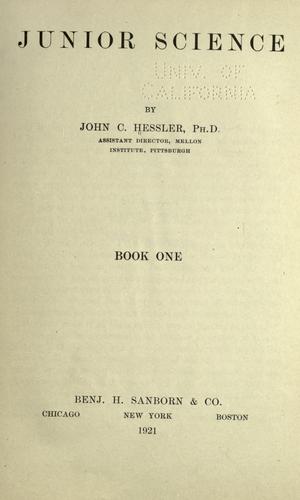 JUNIOR SCIENCE
UNIV. OF
CALIFORNIA
BY
JOHN C. HESSLER, PH.D.
ASSISTANT DIRECTOR, MELLON
INSTITUTE, PITTSBURGH
BOOK ONE
BENJ. H. SANBORN & CO.
CHICAGO NEW YORK BOSTON
1921